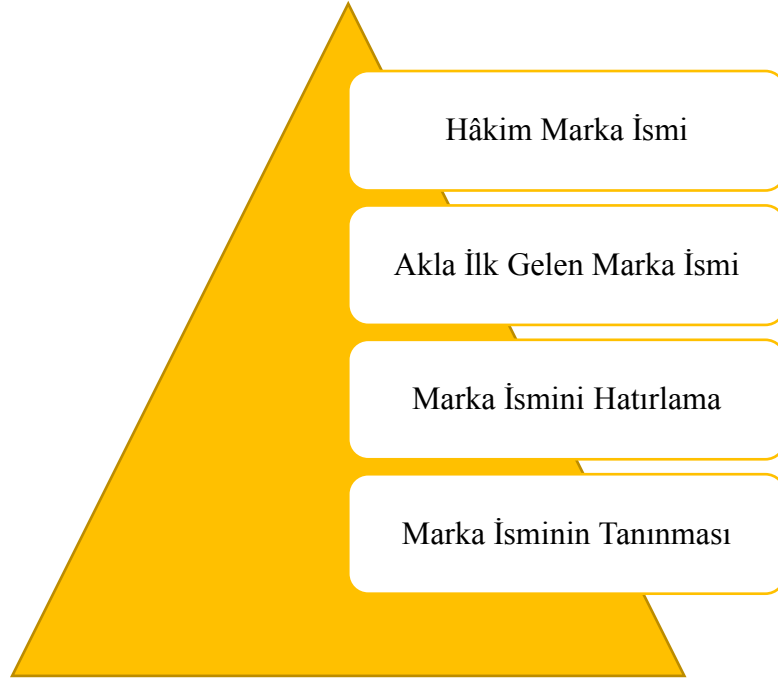 Hâkim Marka İsmi
Akla İlk Gelen Marka İsmi
Marka İsmini Hatırlama
Marka İsminin Tanınması